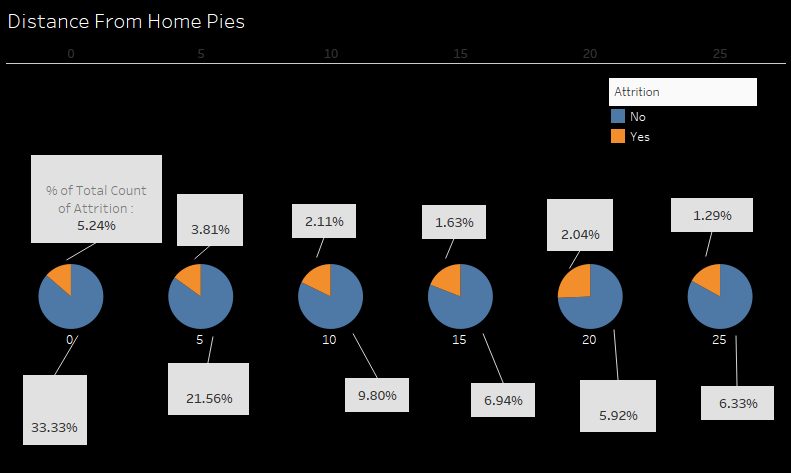 Distance From Home Pies
0 5 10 15 20 25
Attrition
No
Yes
% of Total Count
of Attrition :
5.24%
3.81%
2.11%
1.63%
2.04%
1.29%
0 5 10 15 20 25
33.33%
21.56%
9.80%
6.94%
5.92%
6.33%